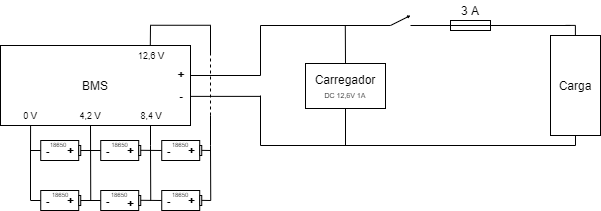 3 A
12,6 V
+
BMS
-
Carregador
DC 12,6V 1A
Carga
0 V
4,2 V
8,4 V
18650
- +
18650
- +
18650
- +
18650
- +
18650
- +
18650
- +